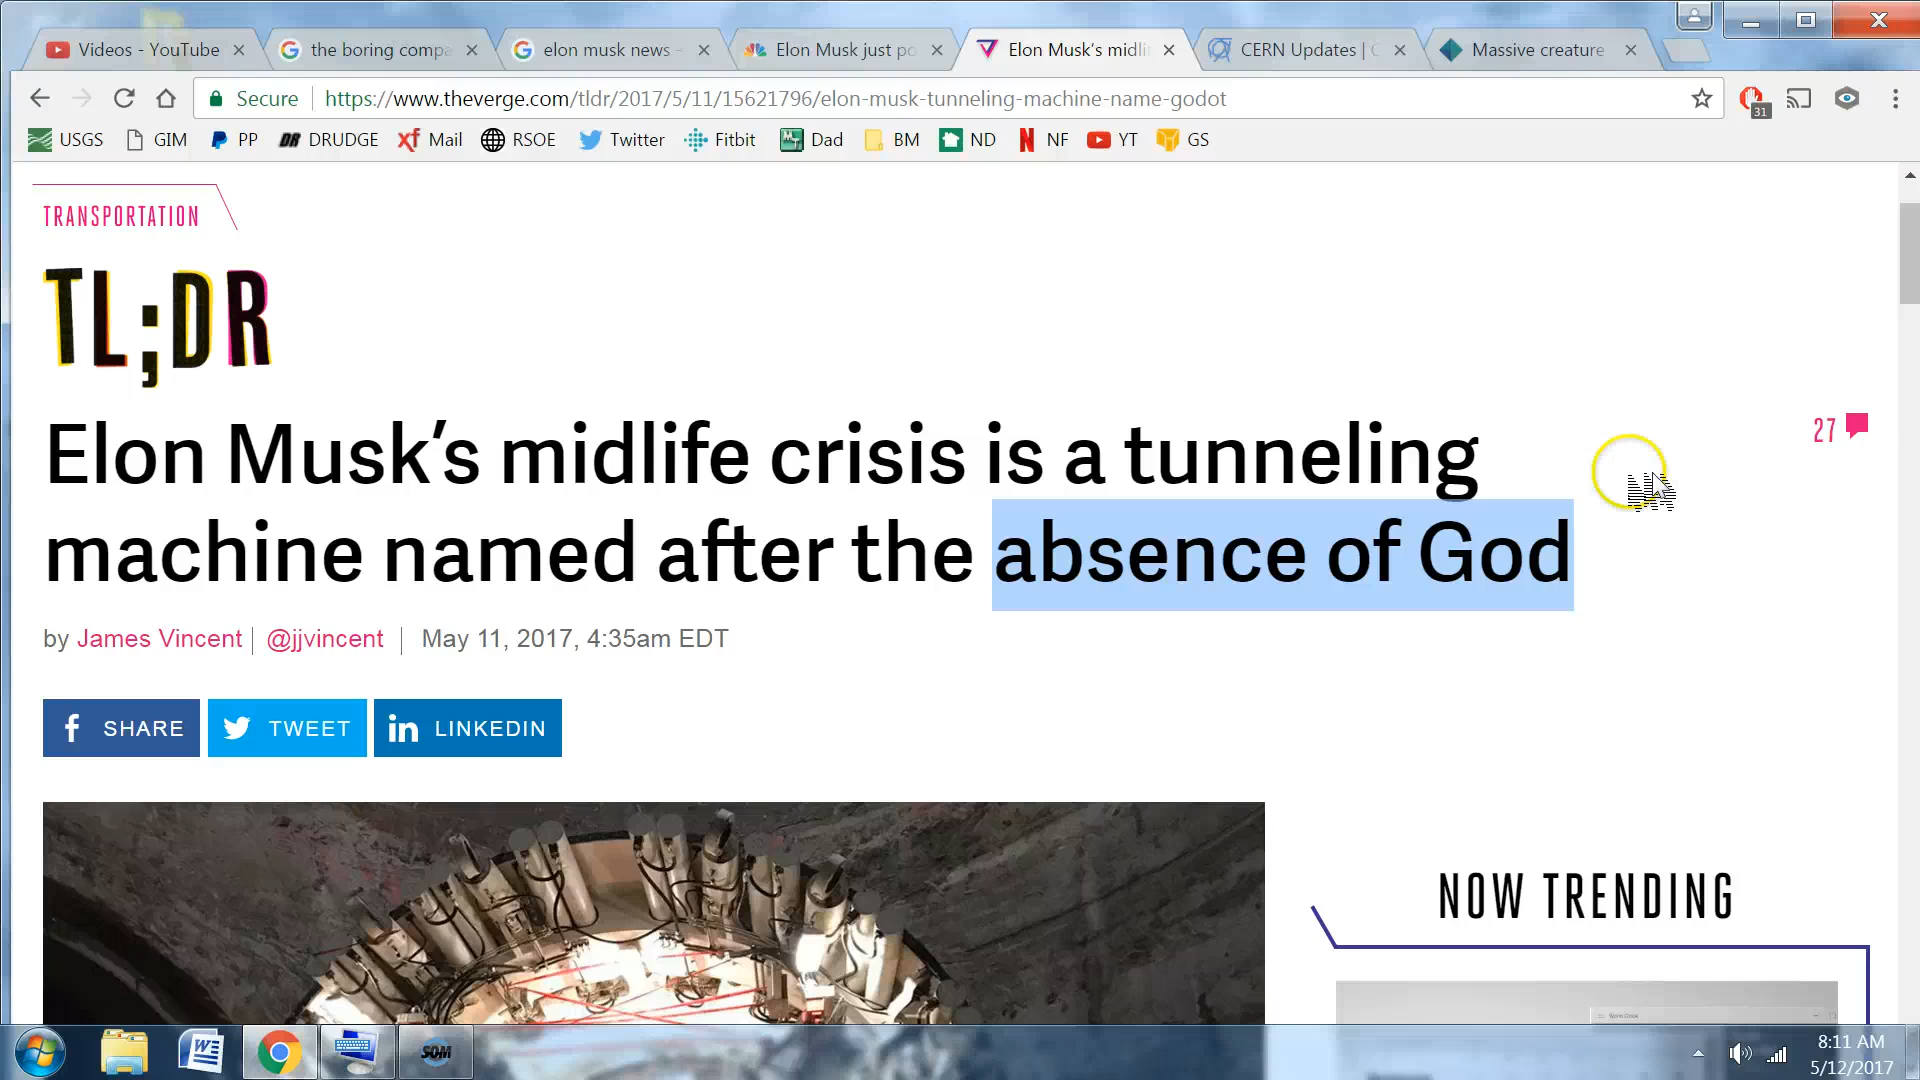 Videos - YouTube
the boring compa
elon musk news -
Elon Musk just po
Elon Musk's midli
CERN Updates | C
Massive creature
Secure
https://www.theverge.com/tldr/2017/5/11/15621796/elon-musk-tunneling-machine-name-godot
31
USGS GIM PP DRUDGE Mail RSOE Twitter Fitbit Dad BM ND NF YT GS
TRANSPORTATION
TL;DR
Elon Musk’s midlife crisis is a tunneling
machine named after the absence of God
27
by James Vincent | @jjvincent | May 11, 2017, 4:35am EDT
SHARE TWEET LINKEDIN
NOW TRENDING
SOM
8:11 AM
5/12/2017